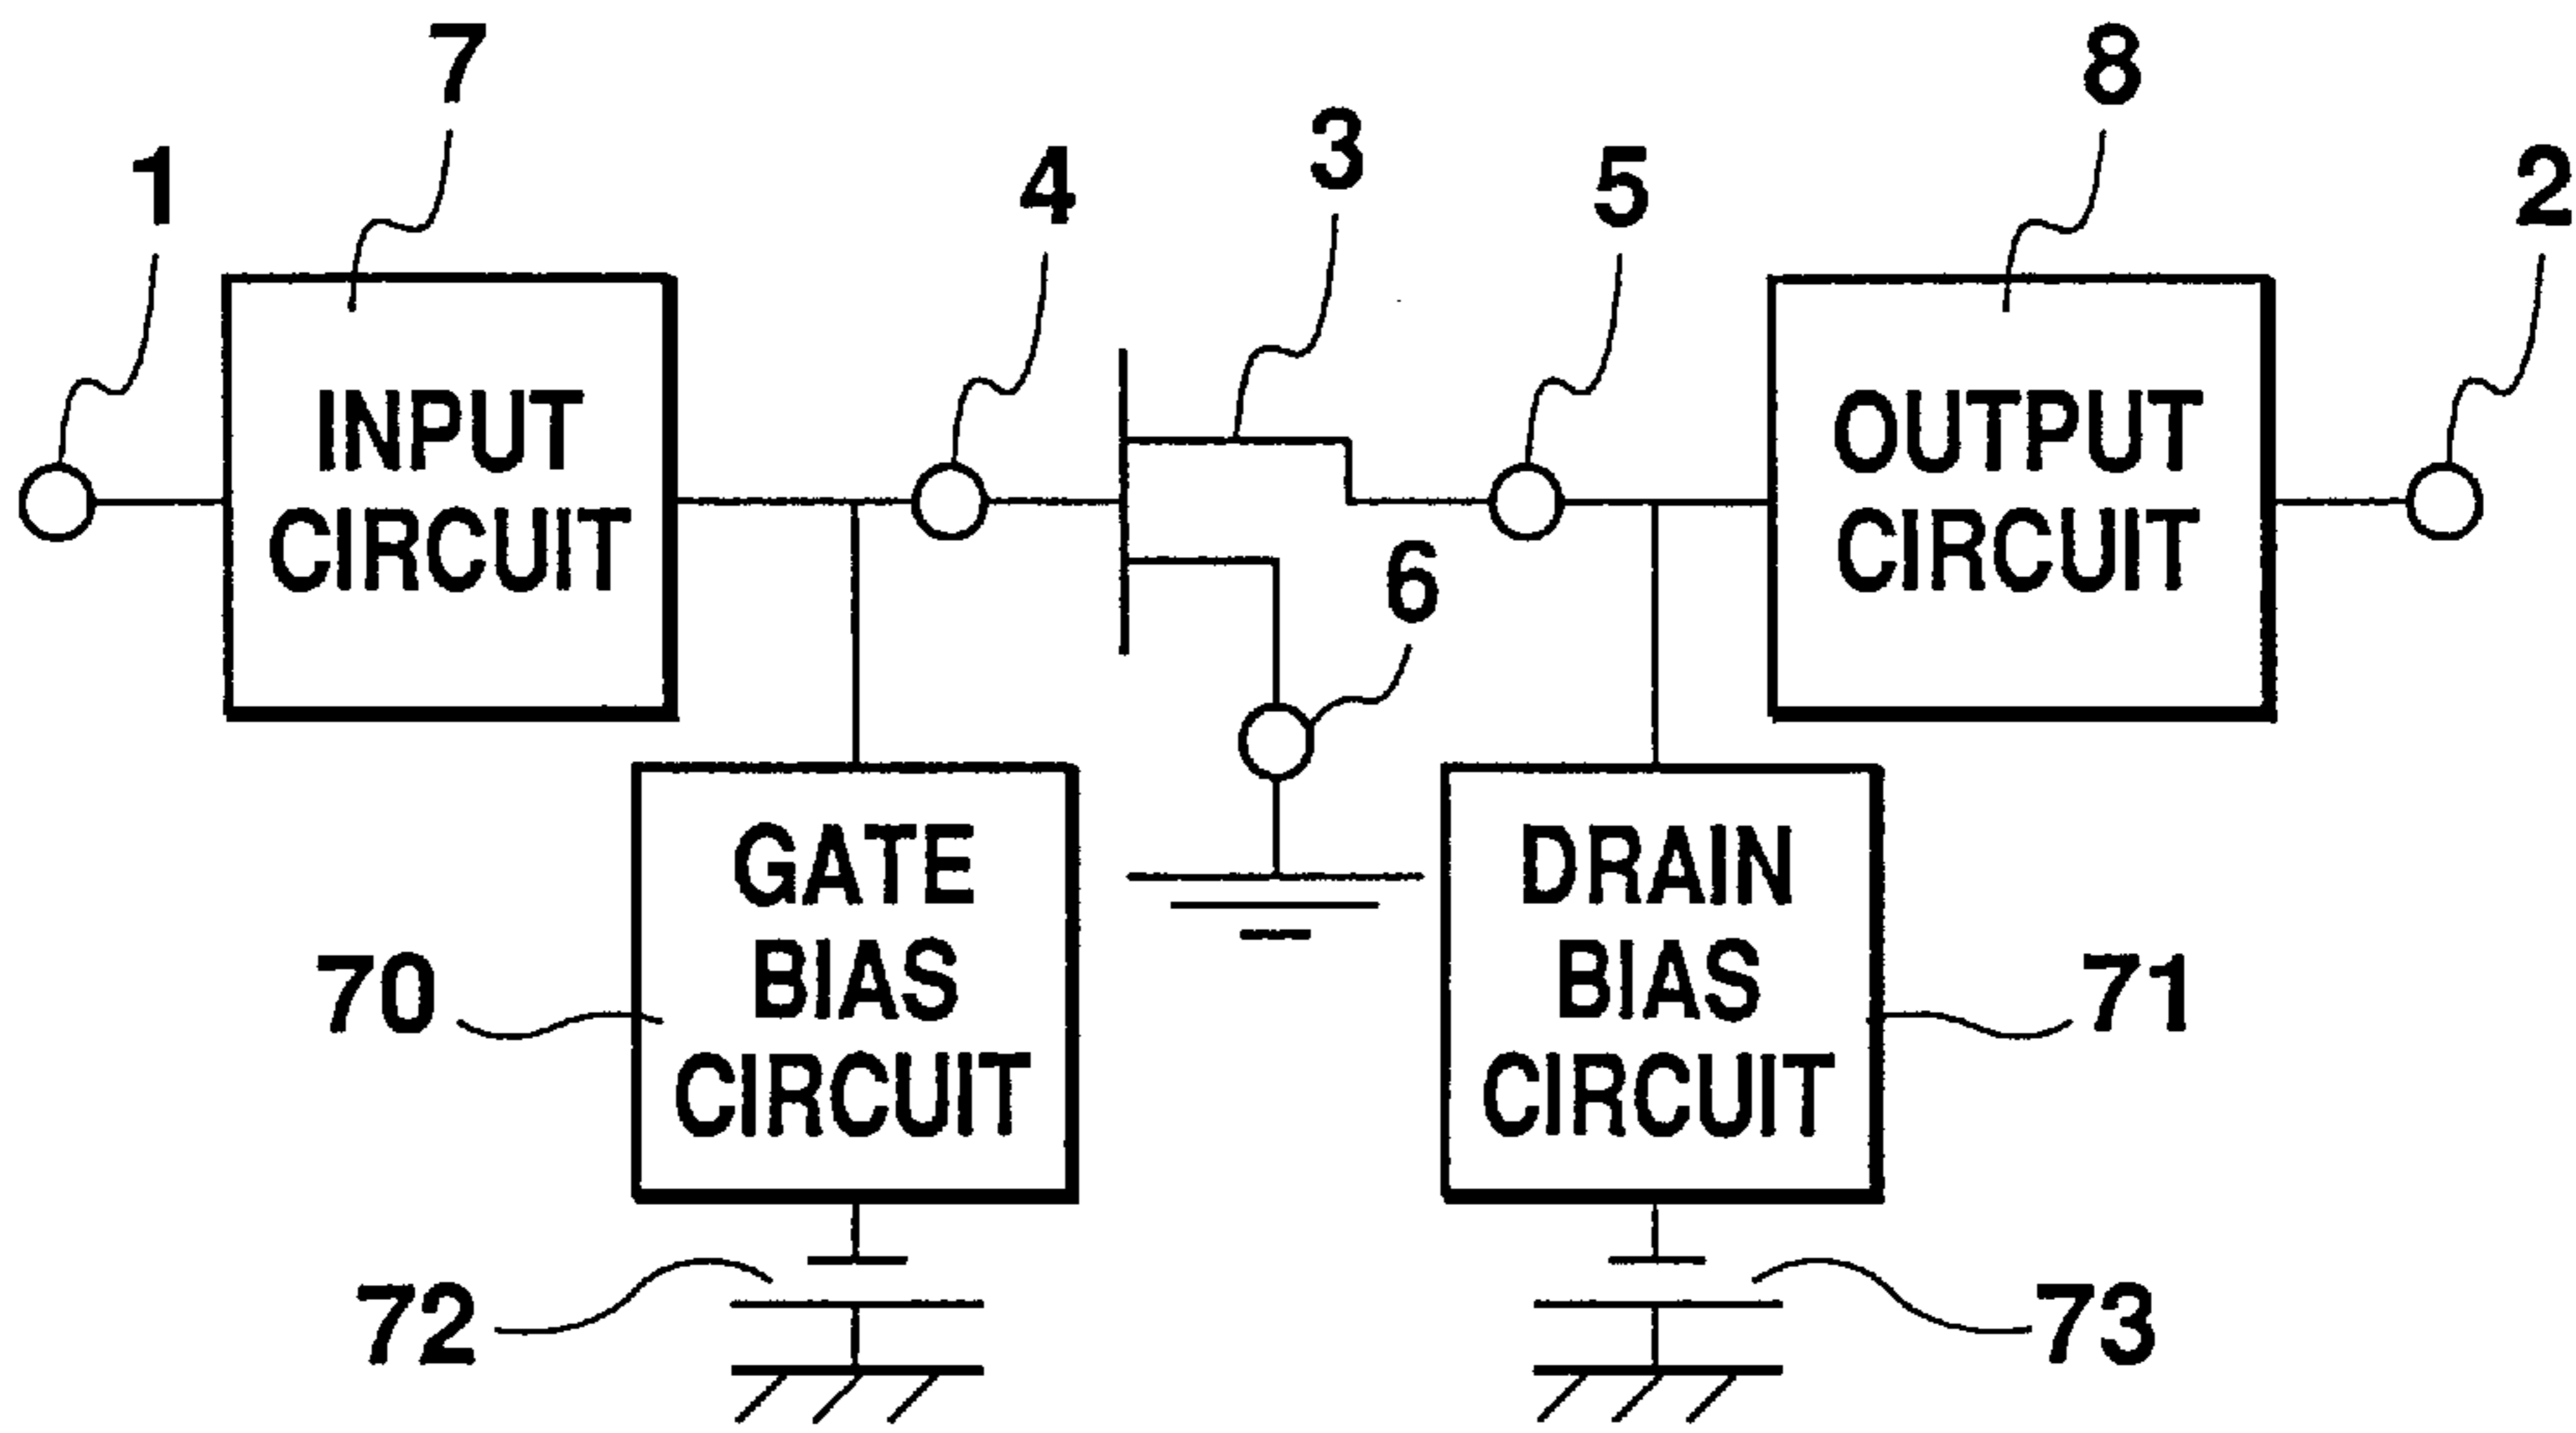 7
8
1
4
3
5
2
INPUT
CIRCUIT
OUTPUT
CIRCUIT
6
GATE
BIAS
CIRCUIT
DRAIN
BIAS
CIRCUIT
70
71
72
73